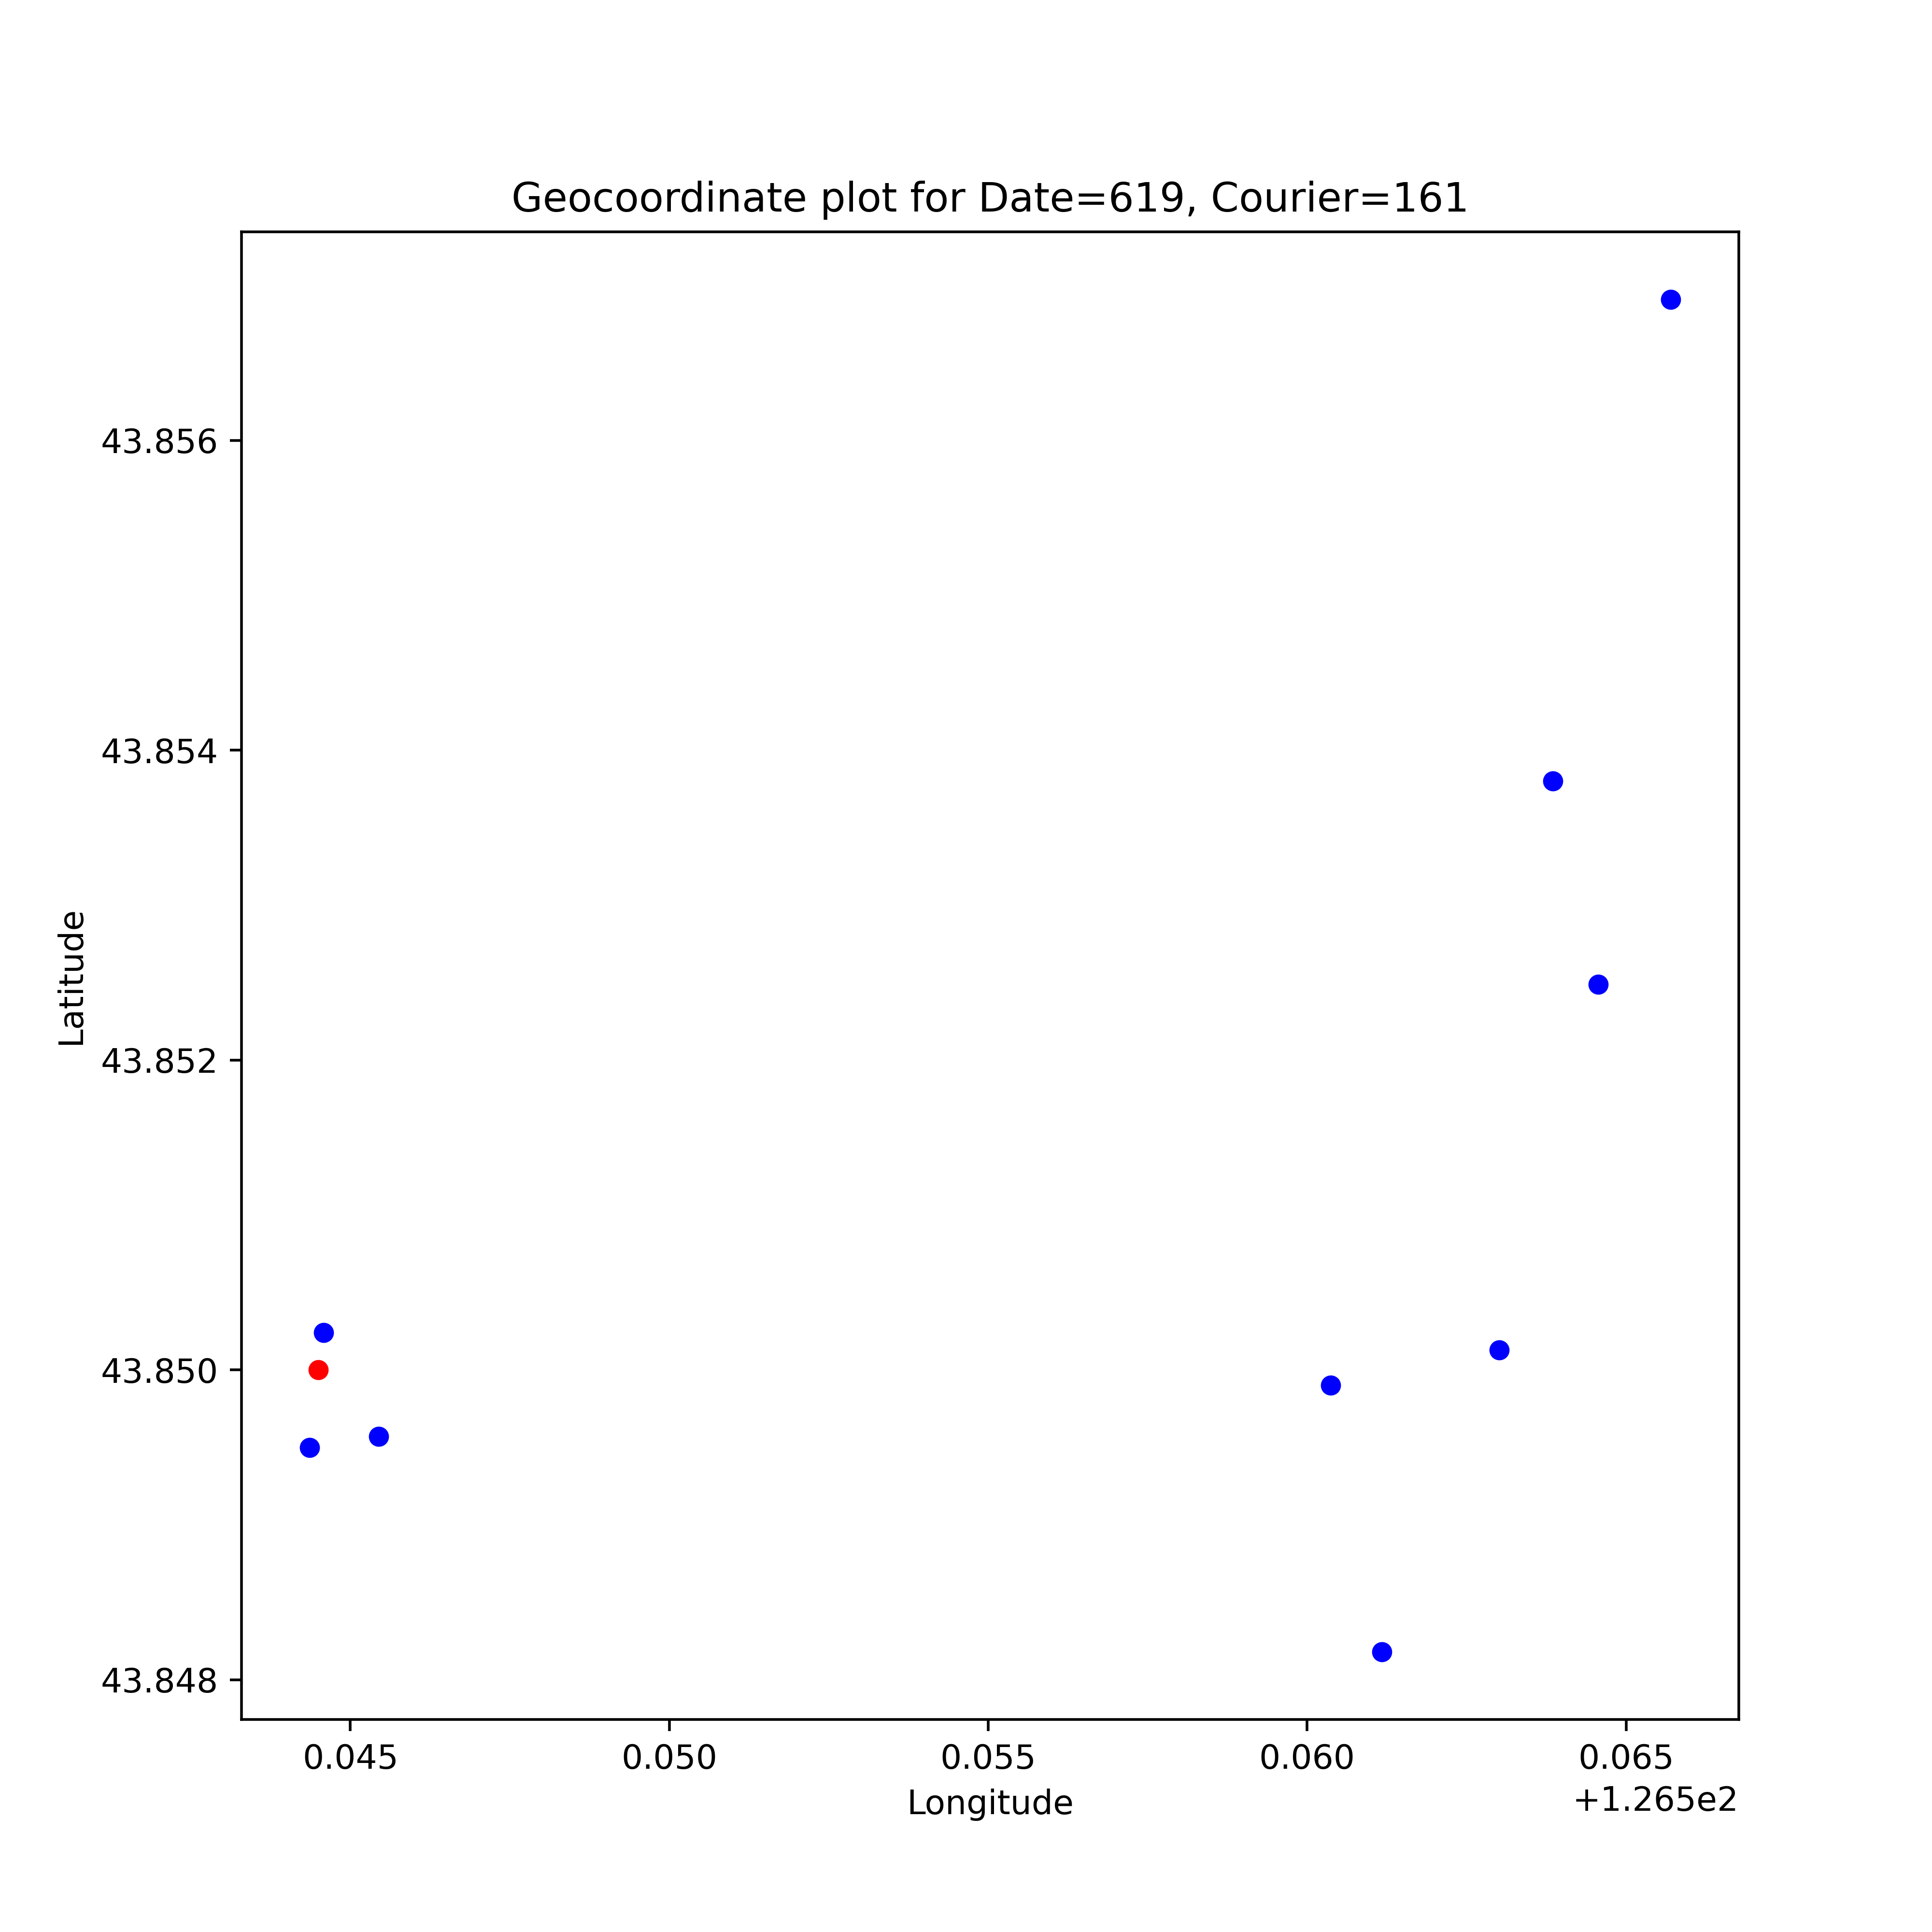 Geocoordinate plot for Date=619, Courier=161
43.856
43.854
43.852
43.850
43.848
Latitude
0.045 0.050 0.055 0.060 0.065
Longitude
+1.265e2